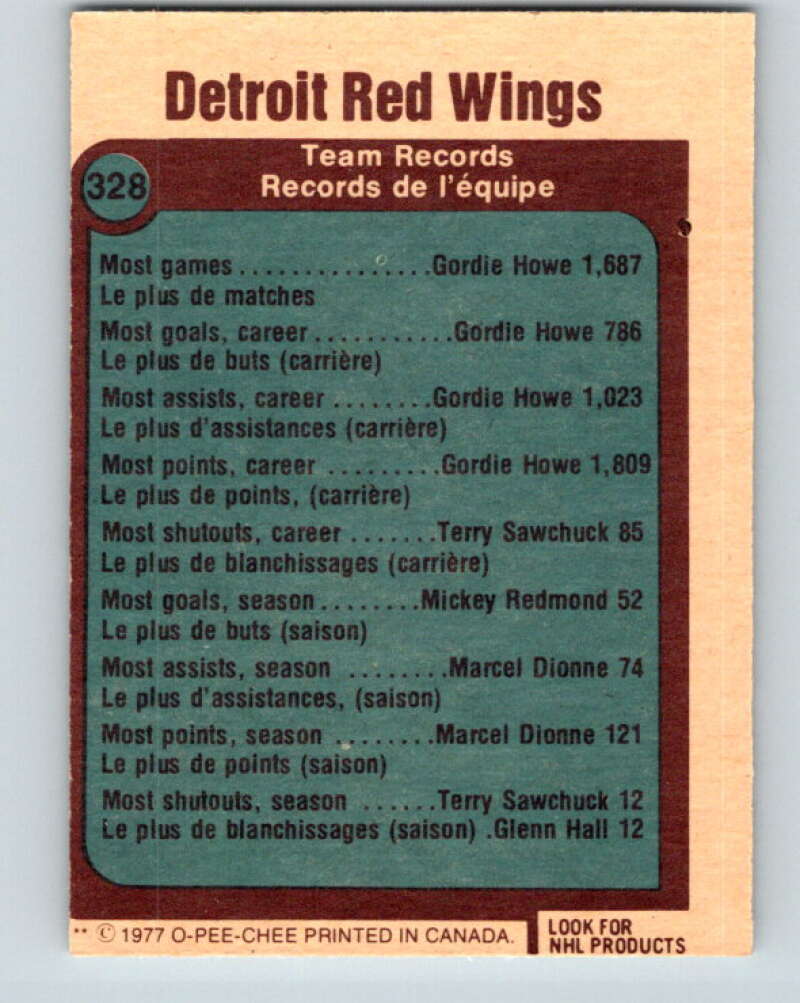 Detroit Red Wings
Team Records
328
Records de l'équipe
Most games...............Gordie Howe 1,687
Le plus de matches
Most goals, career...........Gordie Howe 786
Le plus de buts (carrière)
Most assists, career ........Gordie Howe 1,023
Le plus d'assistances (carrière)
Most points, career .........Gordie Howe 1,809
Le plus de points, (carrière)
Most shutouts, career .......Terry Sawchuck 85
Le plus de blanchissages (carrière)
Most goals, season........Mickey Redmond 52
Le plus de buts (saison)
Most assists, season ........Marcel Dionne 74
Le plus d'assistances, (saison)
Most points, season ........Marcel Dionne 121
Le plus de points (saison)
Most shutouts, season ......Terry Sawchuck 12
Le plus de blanchissages (saison) .Glenn Hall 12
** © 1977 O-PEE-CHEE PRINTED IN CANADA.
LOOK FOR
NHL PRODUCTS